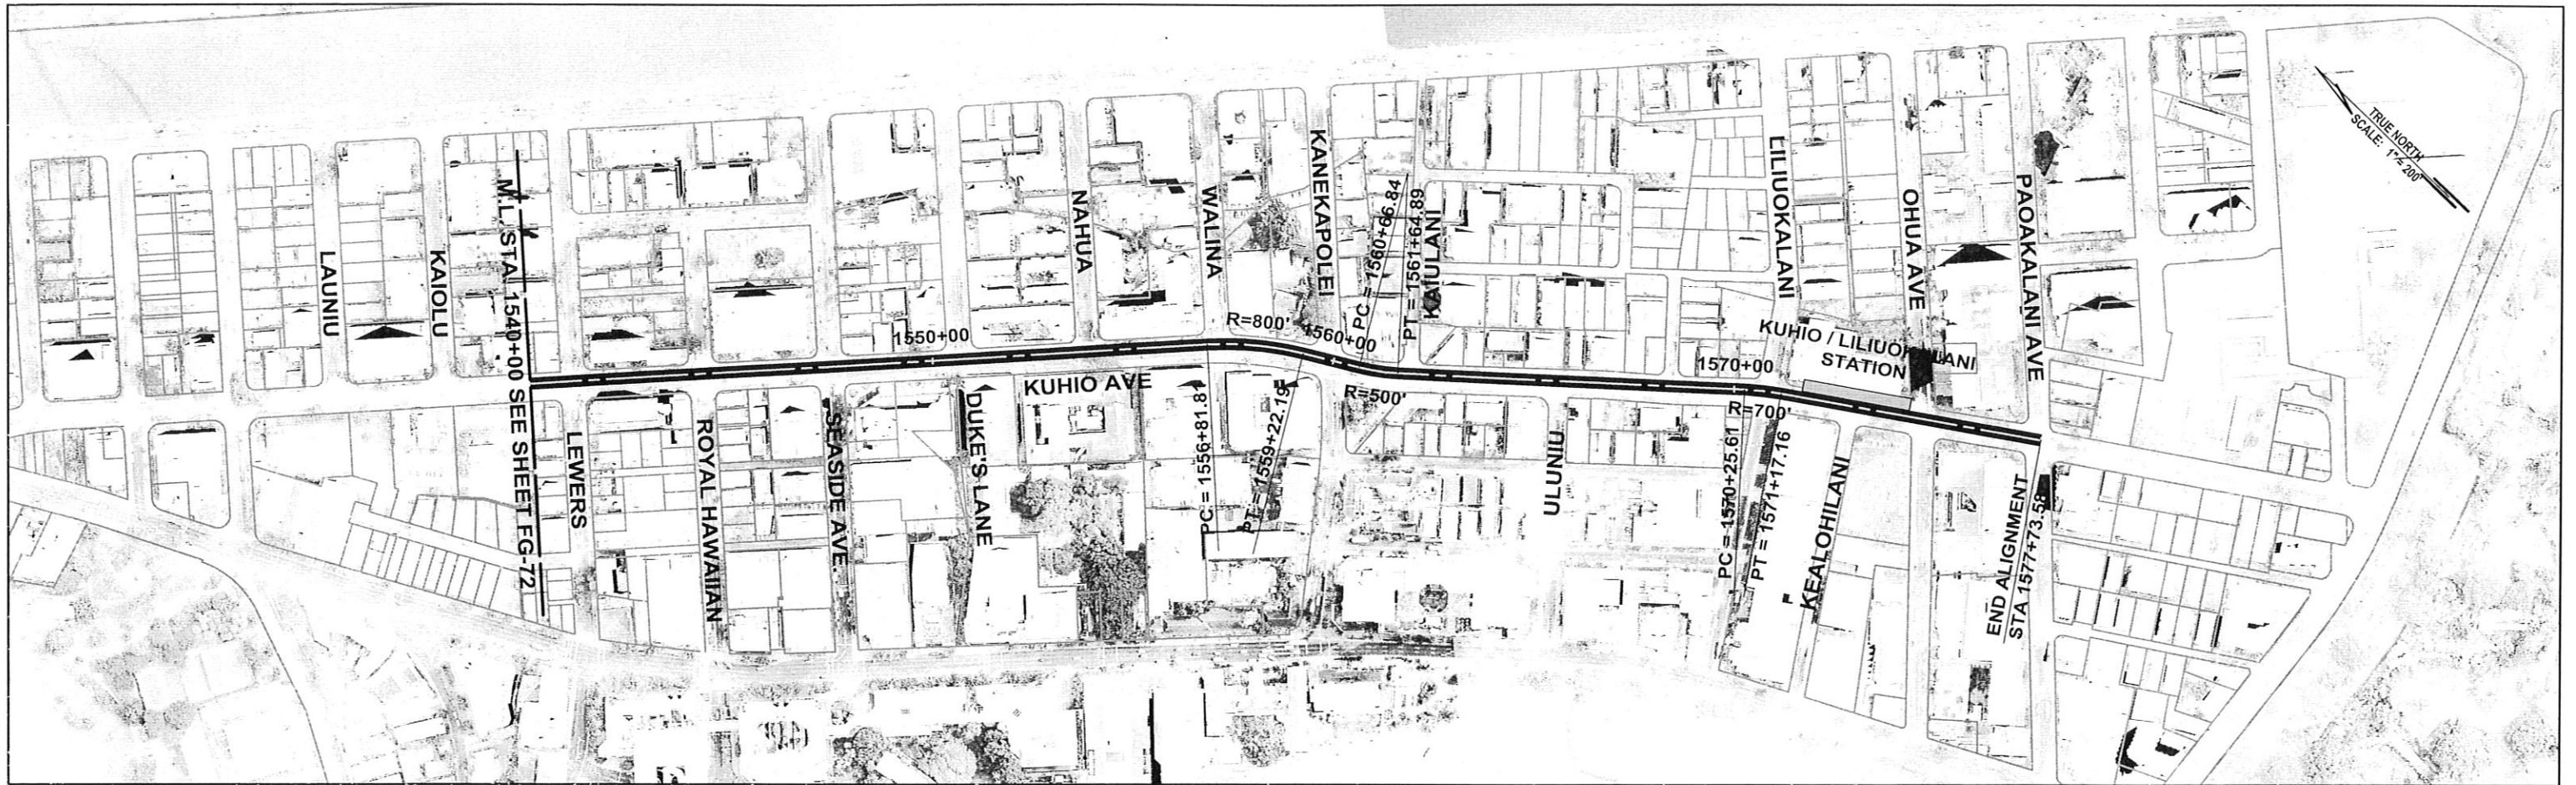 LAUNIU
KAIOLU
M.L. STA. 1540+00 SEE SHEET FG-72
LEWERS
ROYAL HAWAIIAN
SEASIDE AVE.
1550+00
DUKE'S LANE
KUHIO AVE
NAHUA
WALINA
R=800'
PC = 1556+81.81
PT = 1559+22.19
KANEKAPOLEI
1560+00
PC = 1560+66.84
PT = 1561+64.89
R=500'
KAIULANI
ULUNIU
1570+00
R=700'
PC = 1570+25.61
PT = 1571+17.16
LILIUOKALANI
KUHIO / LILIUOKALANI
STATION
KEALOHILANI
OHUA AVE
PAOAKALANI AVE
END ALIGNMENT
STA. 1577+73.58
TRUE NORTH
SCALE: 1"= 200'